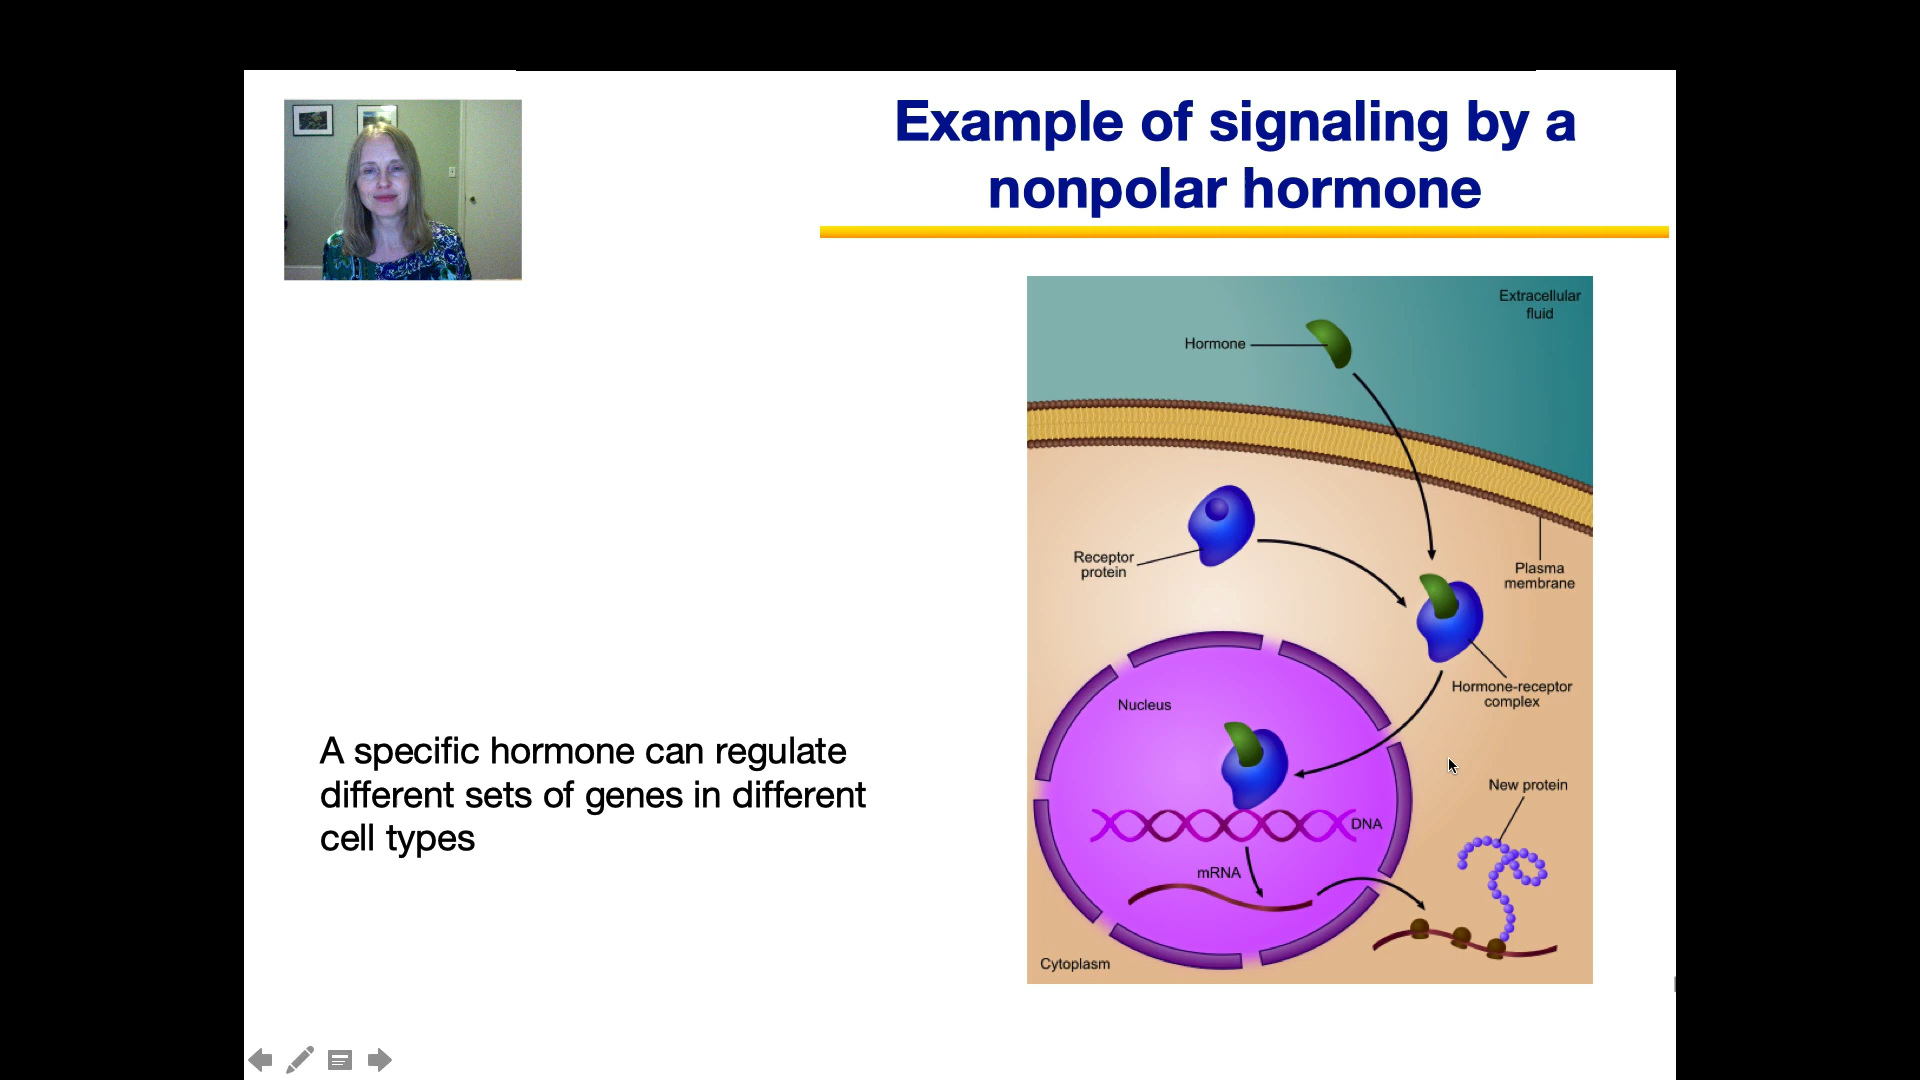 Example of signaling by a
nonpolar hormone
Extracellular
fluid
Hormone
Receptor
protein
Plasma
membrane
Hormone-receptor
complex
Nucleus
A specific hormone can regulate
different sets of genes in different
cell types
New protein
DNA
mRNA
Cytoplasm